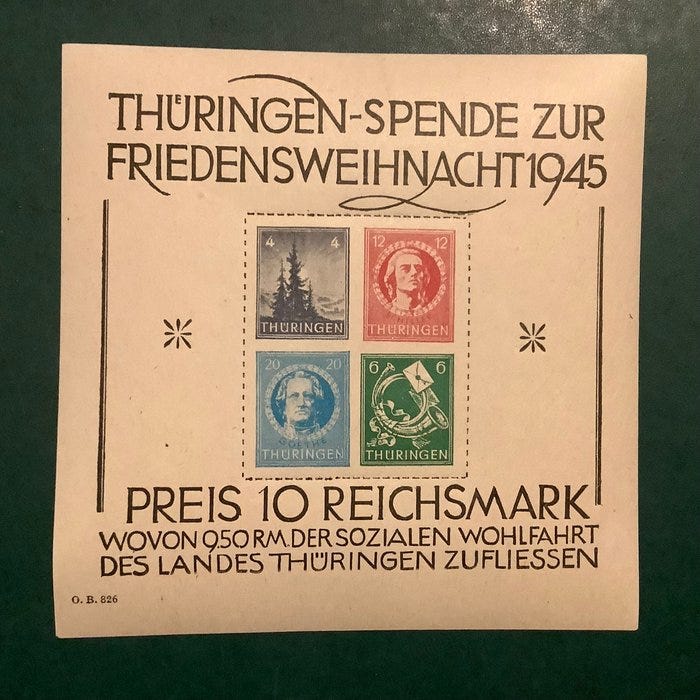 THÜRINGEN-SPENDE ZUR
FRIEDENSWEIHNACHT 1945
4 4
THÜRINGEN
12 12
THÜRINGEN
20 20
GOETHE
THÜRINGEN
6 6
THÜRINGEN
PREIS 10 REICHSMARK
WOVON 9.50 RM. DER SOZIALEN WOHLFAHRT
DES LANDES THÜRINGEN ZUFLIESSEN
O. B. 826